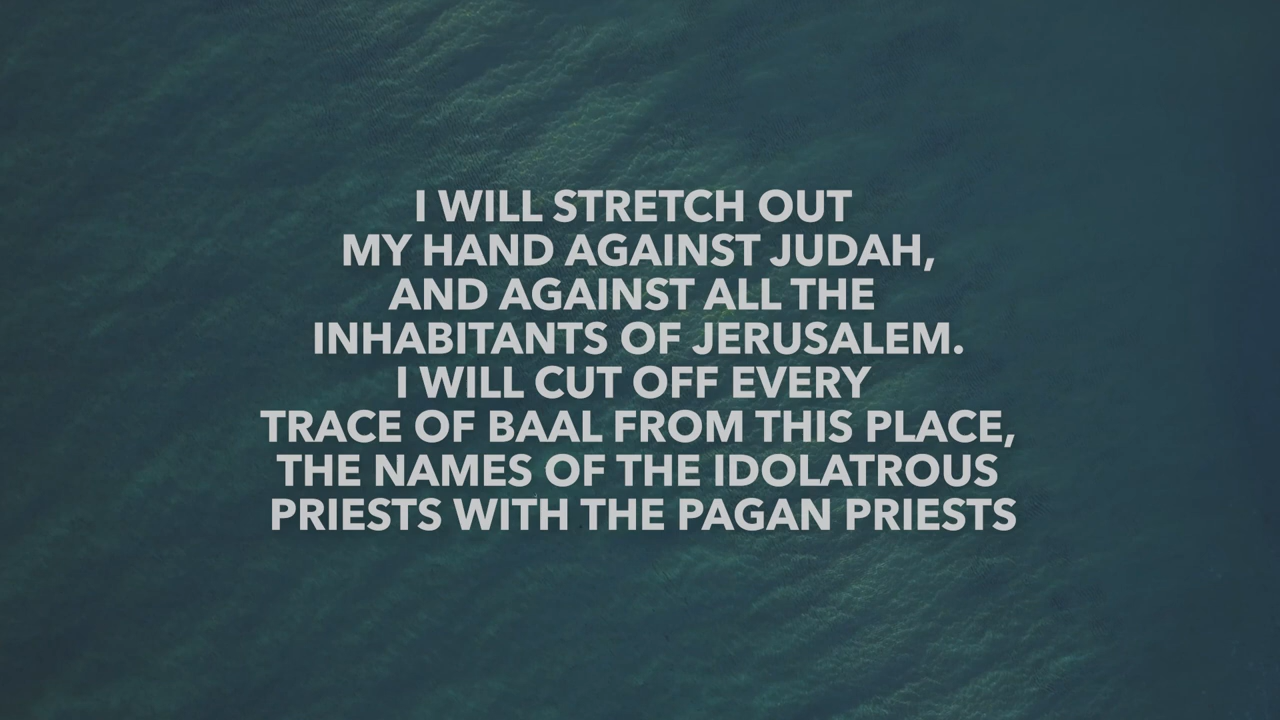 I WILL STRETCH OUT
MY HAND AGAINST JUDAH,
AND AGAINST ALL THE
INHABITANTS OF JERUSALEM.
I WILL CUT OFF EVERY
TRACE OF BAAL FROM THIS PLACE,
THE NAMES OF THE IDOLATROUS
PRIESTS WITH THE PAGAN PRIESTS